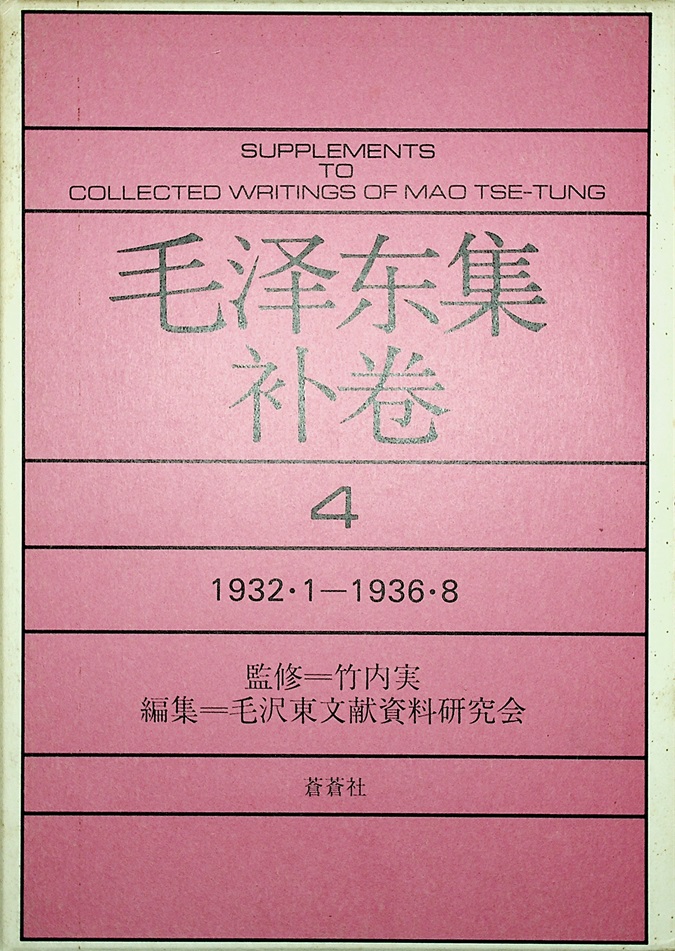 SUPPLEMENTS
TO
COLLECTED WRITINGS OF MAO TSE-TUNG
毛泽东集
补卷
4
1932·1—1936·8
監修＝竹内実
編集＝毛沢東文献資料研究会
蒼蒼社